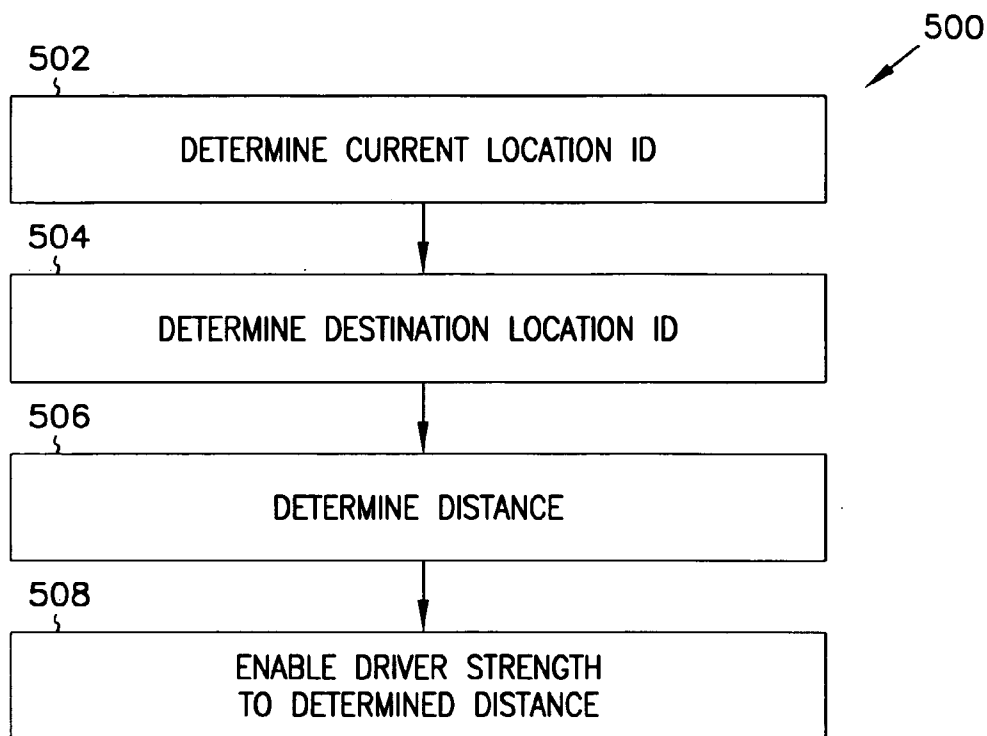 500
502
DETERMINE CURRENT LOCATION ID
504
DETERMINE DESTINATION LOCATION ID
506
DETERMINE DISTANCE
508
ENABLE DRIVER STRENGTH
TO DETERMINED DISTANCE